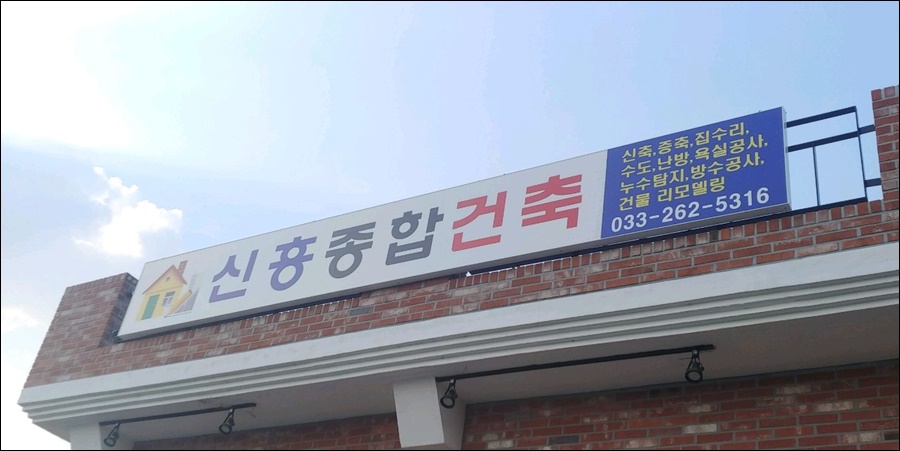 신흥종합건축
신축,증축,집수리,
수도,난방,욕실공사,
누수탐지,방수공사,
건물 리모델링
033-262-5316